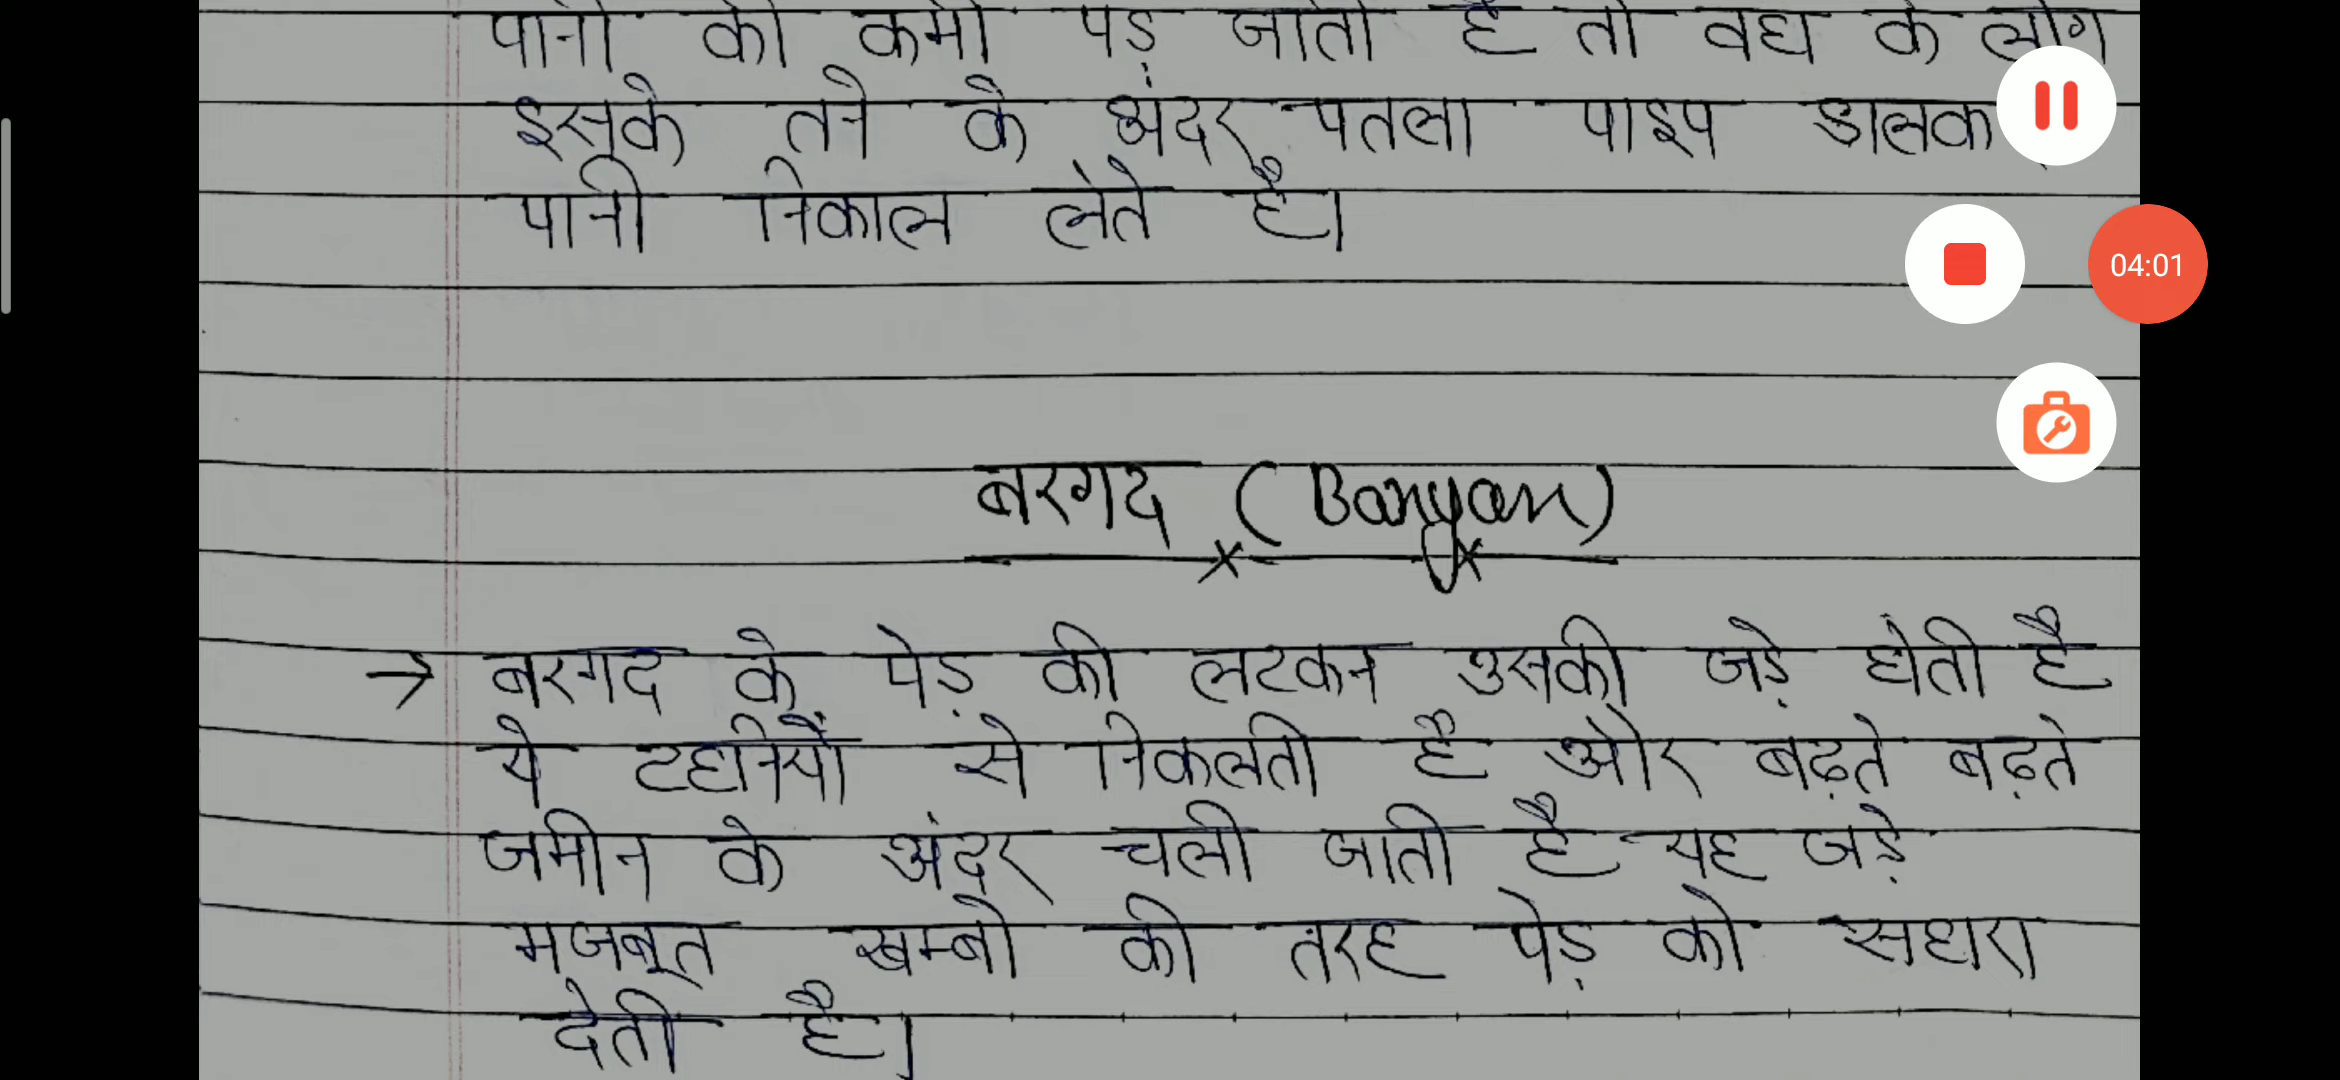 पानी की कमी पड़ जाती है तो वहा के लोग
इसके तने के अंदर पतला पाइप डालक
पानी निकाल लेते है।
04:01
बरगद (Banyan)
→ बरगद के पेड़ की लटकन उसकी जड़े होती है
ये टहनियों से निकलती है और बढ़ते बढ़ते
जमीन के अंदर चली जाती है यह जड़े
मजबूत खम्बो की तरह पेड़ को सहारा
देती है।